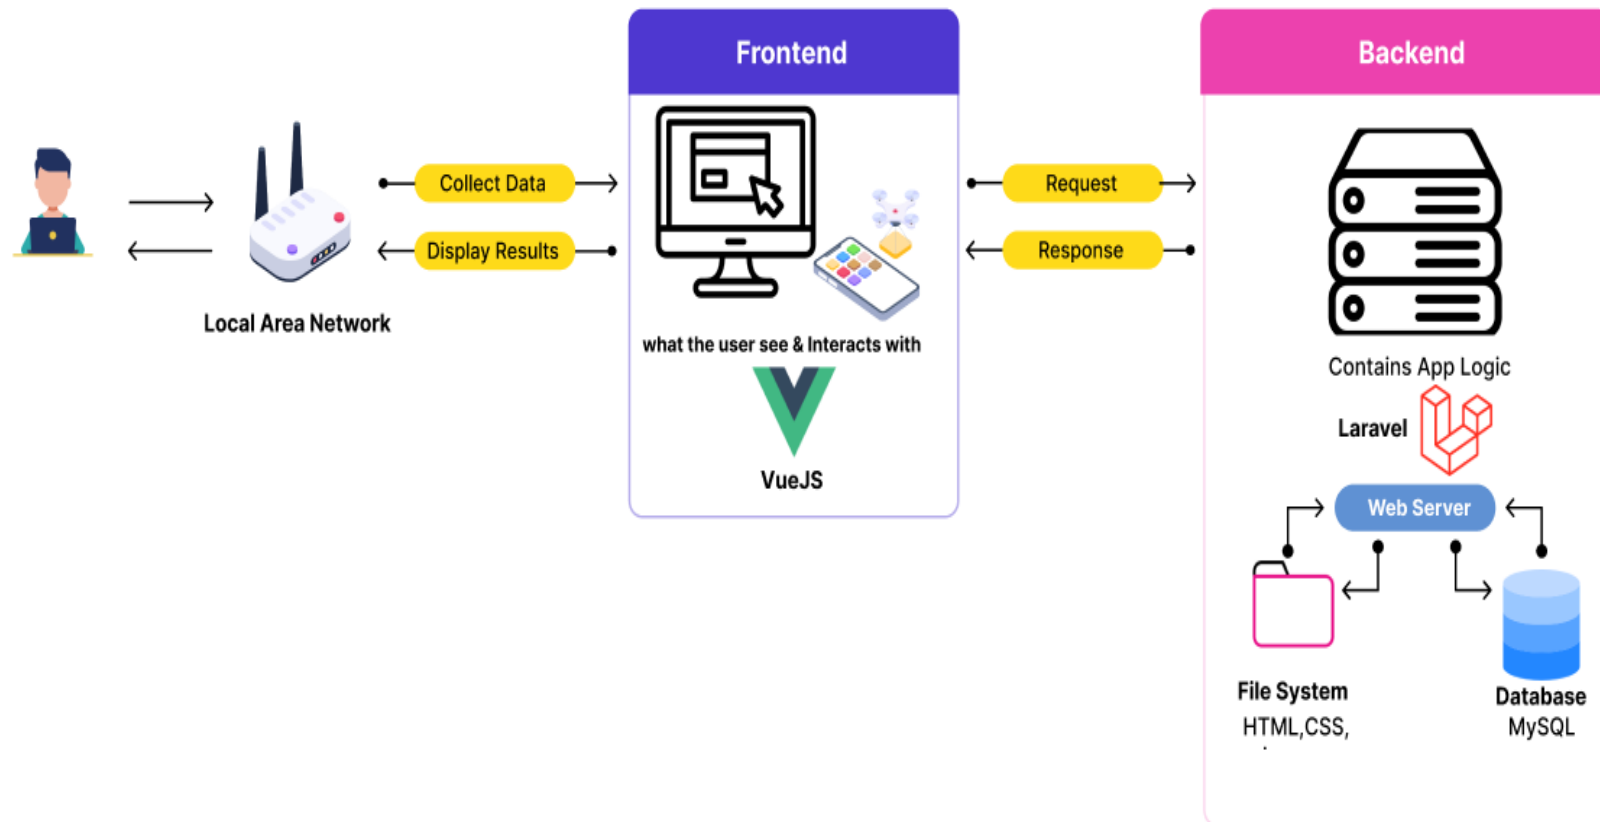 Frontend
Backend
Collect Data
Display Results
Request
Response
Local Area Network
what the user see & Interacts with
VueJS
Contains App Logic
Laravel
Web Server
File System
HTML,CSS,
Database
MySQL